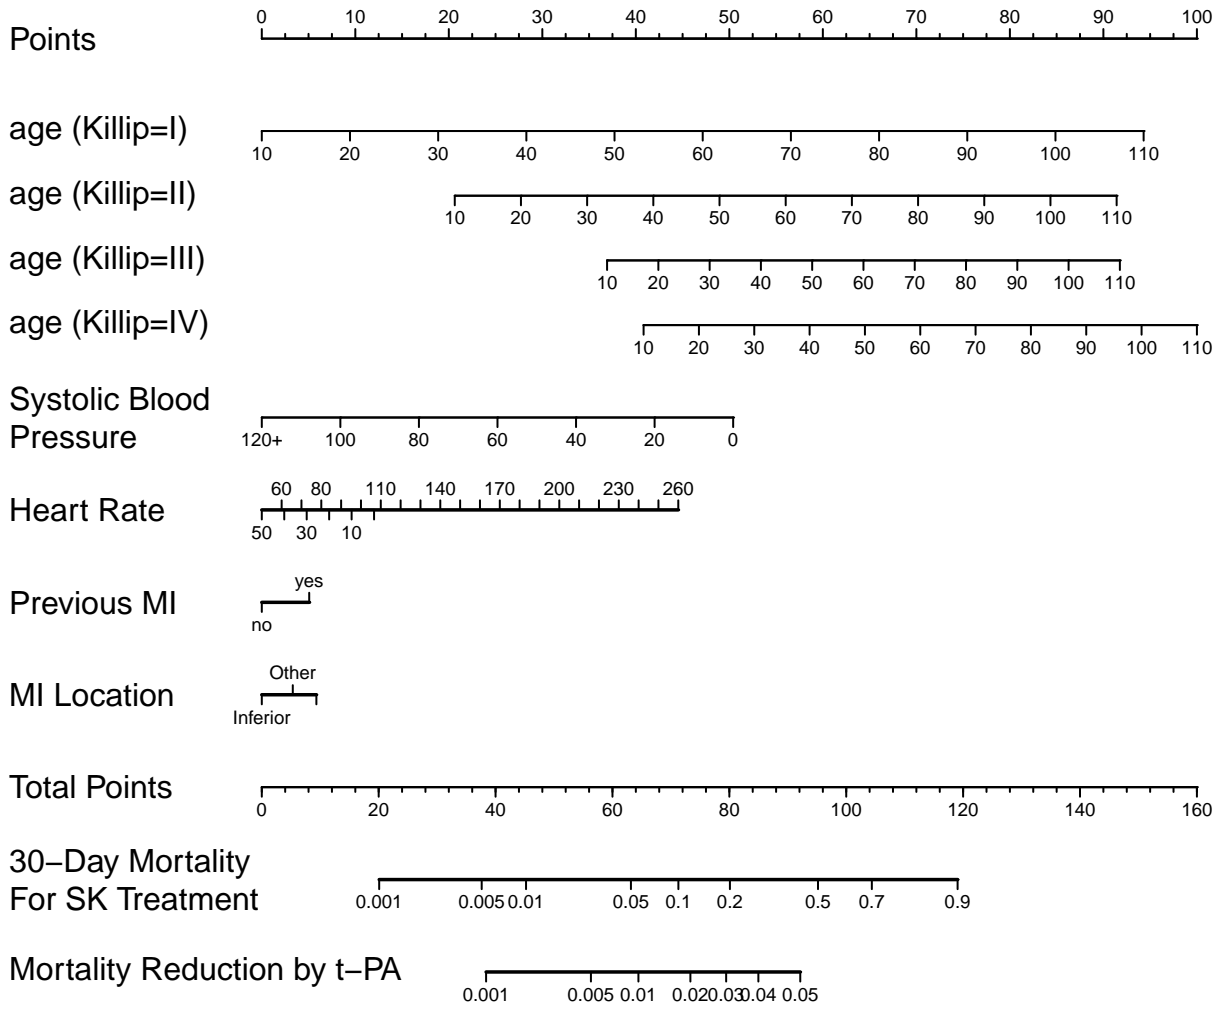 0 10 20 30 40 50 60 70 80 90 100
Points
age (Killip=I)
10 20 30 40 50 60 70 80 90 100 110
age (Killip=II)
10 20 30 40 50 60 70 80 90 100 110
age (Killip=III)
10 20 30 40 50 60 70 80 90 100 110
age (Killip=IV)
10 20 30 40 50 60 70 80 90 100 110
Systolic Blood
Pressure
120+ 100 80 60 40 20 0
60 80 110 140 170 200 230 260
Heart Rate
50 30 10
yes
Previous MI
no
Other
MI Location
Inferior
Total Points
0 20 40 60 80 100 120 140 160
30−Day Mortality
For SK Treatment
0.001 0.005 0.01 0.05 0.1 0.2 0.5 0.7 0.9
Mortality Reduction by t−PA
0.001 0.005 0.01 0.02 0.03 0.04 0.05